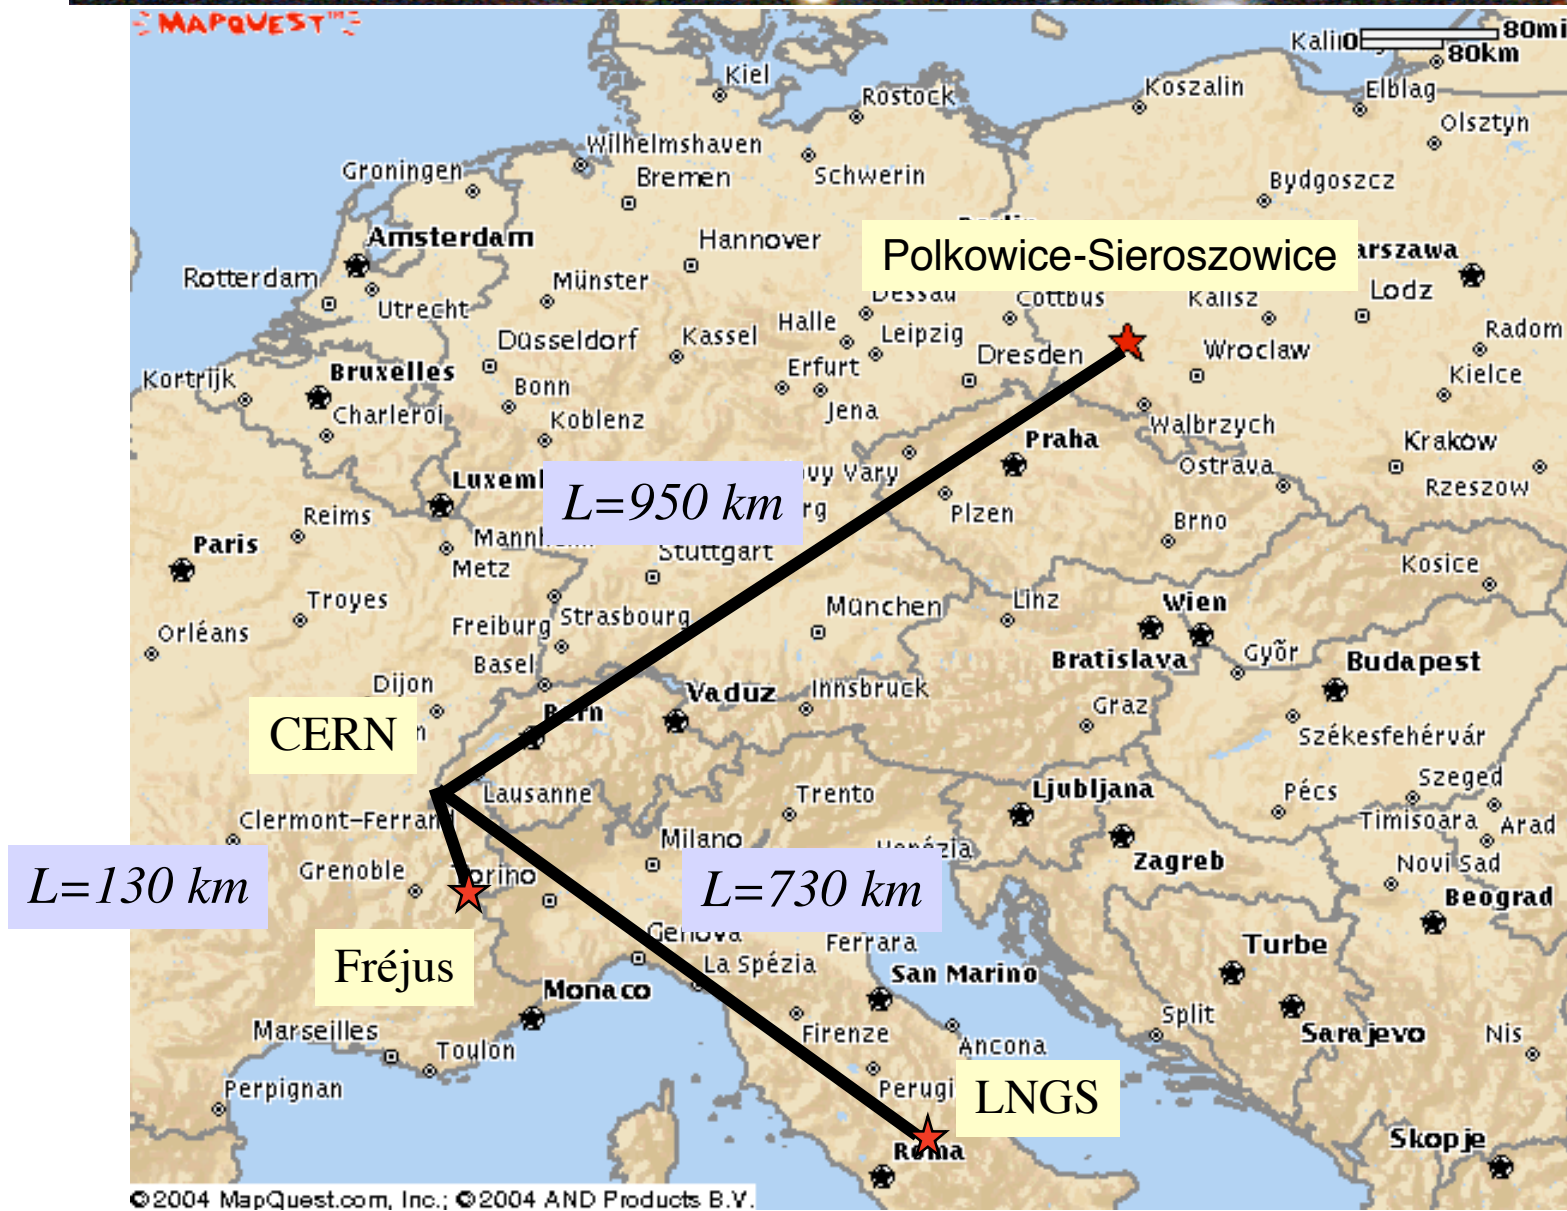 MAPQUEST™
80mi
0
80km
Kiel
Rostock
Koszalin
Elblag
Olsztyn
Wilhelmshaven
Groningen
Bremen
Schwerin
Bydgoszcz
Amsterdam
Hannover
Polkowice-Sieroszowice
Rotterdam
Utrecht
Münster
Cottbus
Kalisz
Lodz
Düsseldorf
Kassel
Halle
Leipzig
Dresden
Wroclaw
Radom
Kortrijk
Bruxelles
Bonn
Erfurt
Kielce
Charleroi
Koblenz
Jena
Praha
Walbrzych
Krakow
Ostrava
Rzeszow
L=950 km
Reims
Plzen
Brno
Paris
Metz
Stuttgart
Kosice
Troyes
Strasbourg
München
Linz
Wien
Orléans
Freiburg
Basel
Bratislava
Györ
Budapest
Dijon
Vaduz
Innsbruck
Graz
CERN
Bern
Székesfehérvár
Lausanne
Trento
Ljubljana
Pécs
Szeged
Clermont-Ferrand
Milano
Timisoara
Arad
Grenoble
Zagreb
Novi Sad
L=130 km
Torino
L=730 km
Beograd
Fréjus
Genova
Ferrara
Turbe
La Spézia
San Marino
Monaco
Marseilles
Toulon
Firenze
Ancona
Split
Sarajevo
Nis
Perpignan
LNGS
Roma
Skopje
©2004 MapQuest.com, Inc.; ©2004 AND Products B.V.